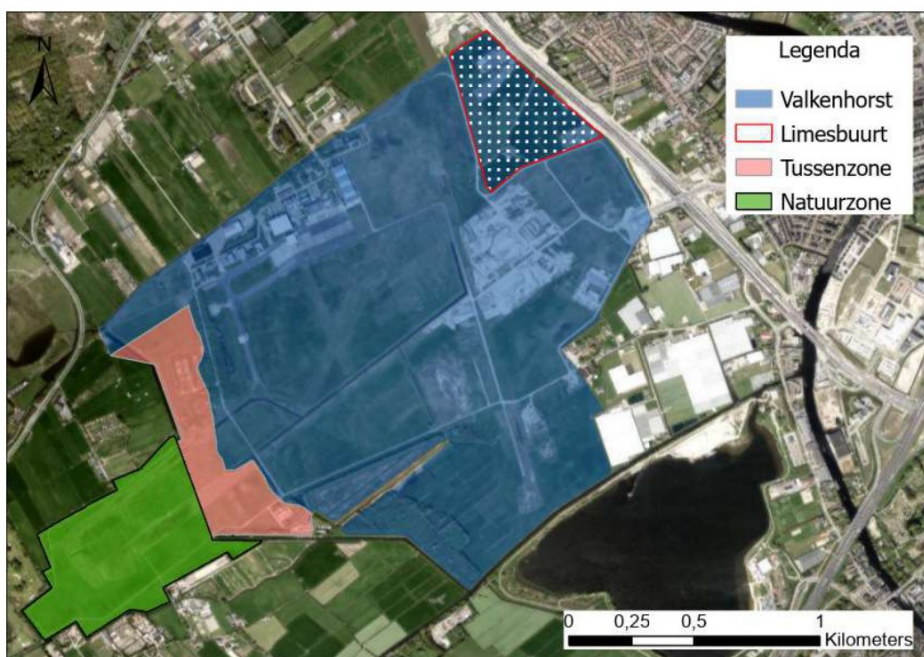 N
Legenda
Valkenhorst
Limesbuurt
Tussenzone
Natuurzone
0 0,25 0,5 1
Kilometers